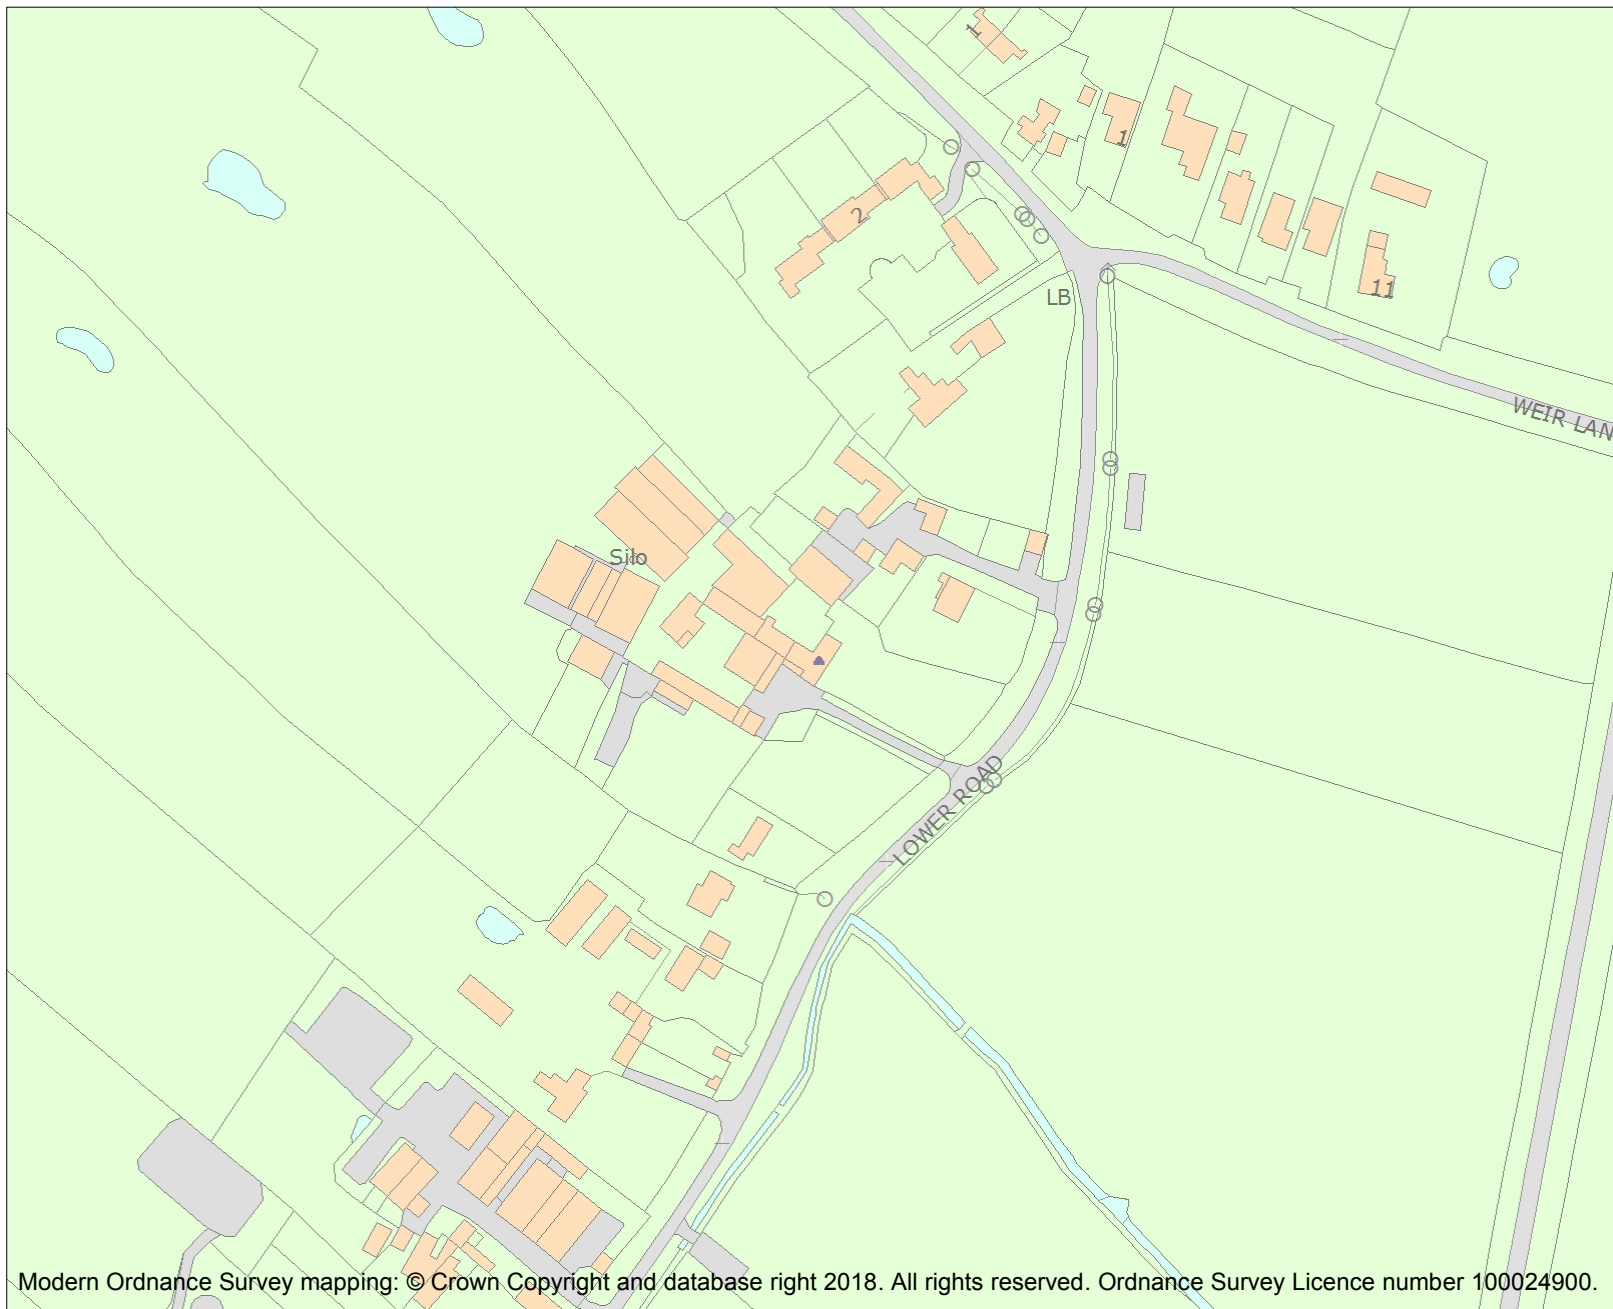 1
1
2
LB
11
WEIR LAN
Silo
LOWER ROAD
Modern Ordnance Survey mapping: © Crown Copyright and database right 2018. All rights reserved. Ordnance Survey Licence number 100024900.